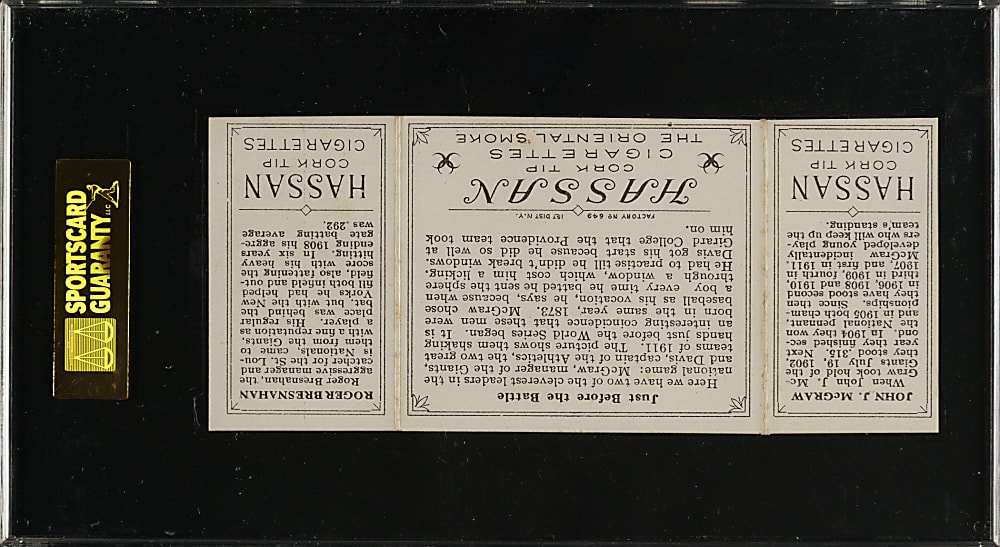 JOHN J. McGRAW
When John J. Mc-
Graw took hold of the
Giants July 19, 1902,
they stood .315. Next
year they finished sec-
ond. In 1904 they won
the National pennant
and in 1905 both cham-
pionships. Since then
they have stood second
in 1906, 1908 and 1910,
third in 1909, fourth in
1907, and first in 1911.
McGraw incidentally
developed young play-
ers who will keep up the
team's standing.
HASSAN
CORK TIP
CIGARETTES
Just Before the Battle
Here we have two of the cleverest leaders in the
national game: McGraw, manager of the Giants,
and Davis, captain of the Athletics, the two great
teams of 1911. The picture shows them shaking
hands just before the World Series began. It is
an interesting coincidence that these men were
born in the same year, 1873. McGraw chose
baseball as his vocation, he says, because when
a boy every time he batted he sent the sphere
through a window, which cost him a licking.
He had to practise till he didn't break windows.
Davis got his start because he did so well at
Girard College that the Providence team took
him on.
FACTORY No 649 1ST DIST. N.Y.
HASSAN
CORK TIP
CIGARETTES
THE ORIENTAL SMOKE
ROGER BRESNAHAN
Roger Bresnahan, the
aggressive manager and
catcher for the St. Lou-
is Nationals, came to
them from the Giants,
with a fine reputation as
a player. His regular
place was behind the
bat, but with the New
Yorks he had helped
fill both infield and out-
field, also fattening the
score with his heavy
hitting. In six years
ending 1908 his aggre-
gate batting average
was .292.
HASSAN
CORK TIP
CIGARETTES
SPORTSCARD
GUARANTY LLC